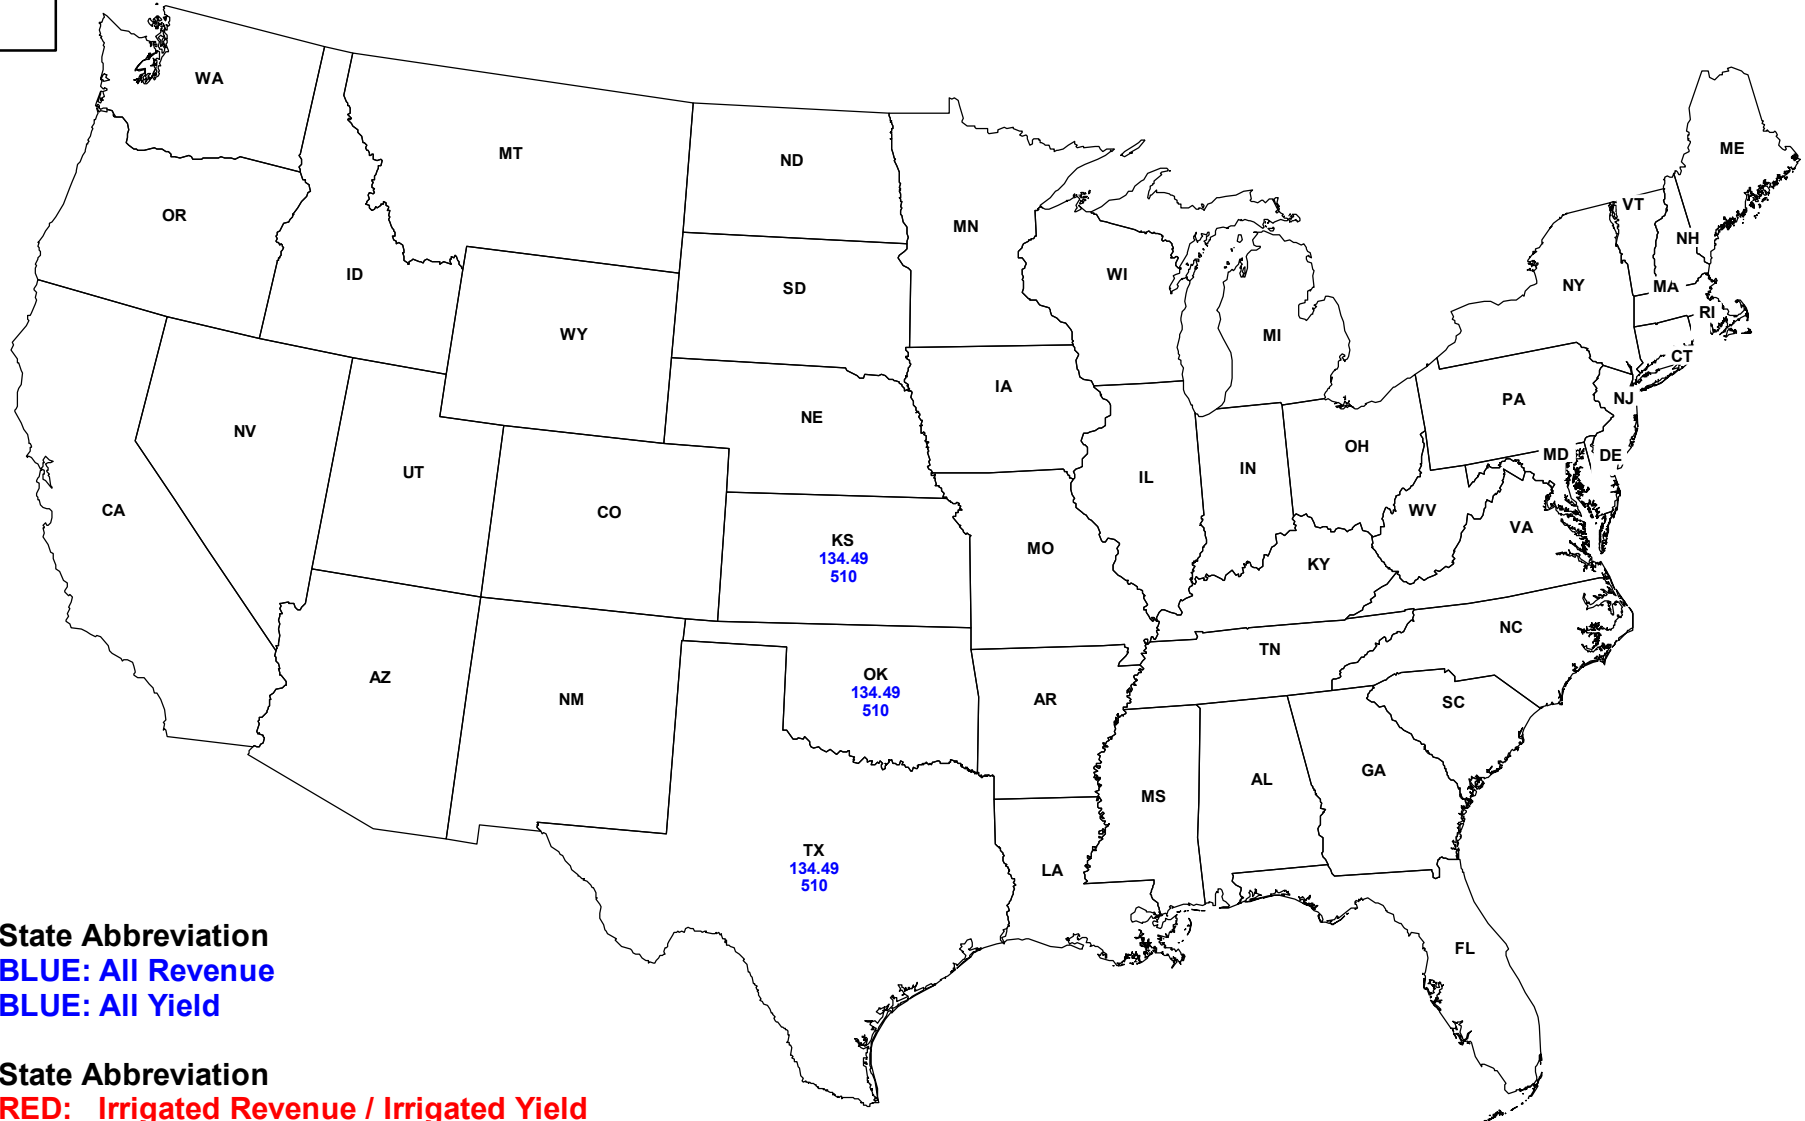 WA
MT
ND
ME
OR
MN
VT
NH
ID
WI
SD
NY
MA
RI
WY
MI
CT
IA
NE
PA
NJ
NV
OH
MD
DE
UT
IN
IL
CA
CO
WV
VA
KS
134.49
510
MO
KY
NC
TN
AZ
OK
134.49
510
NM
AR
SC
GA
AL
MS
TX
134.49
510
LA
FL
State Abbreviation
BLUE: All Revenue
BLUE: All Yield
State Abbreviation
RED: Irrigated Revenue / Irrigated Yield